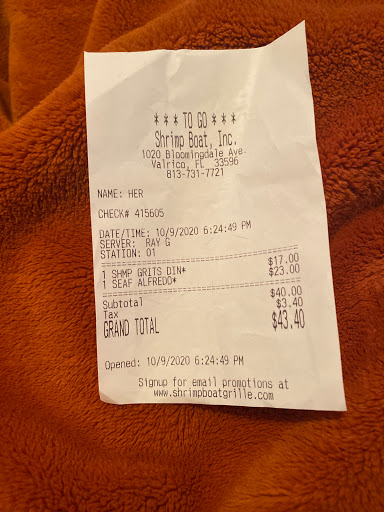 * * * TO GO * * *
Shrimp Boat, Inc.
1020 Bloomingdale Ave.
Valrico, FL 33596
813-731-7721
NAME: HER
CHECK# 415605
DATE/TIME: 10/9/2020 6:24:49 PM
SERVER: RAY G
STATION: 01
1 SHMP GRITS DIN* $17.00
1 SEAF ALFREDO* $23.00
Subtotal $40.00
Tax $3.40
GRAND TOTAL $43.40
Opened: 10/9/2020 6:24:49 PM
Signup for email promotions at
www.shrimpboatgrille.com